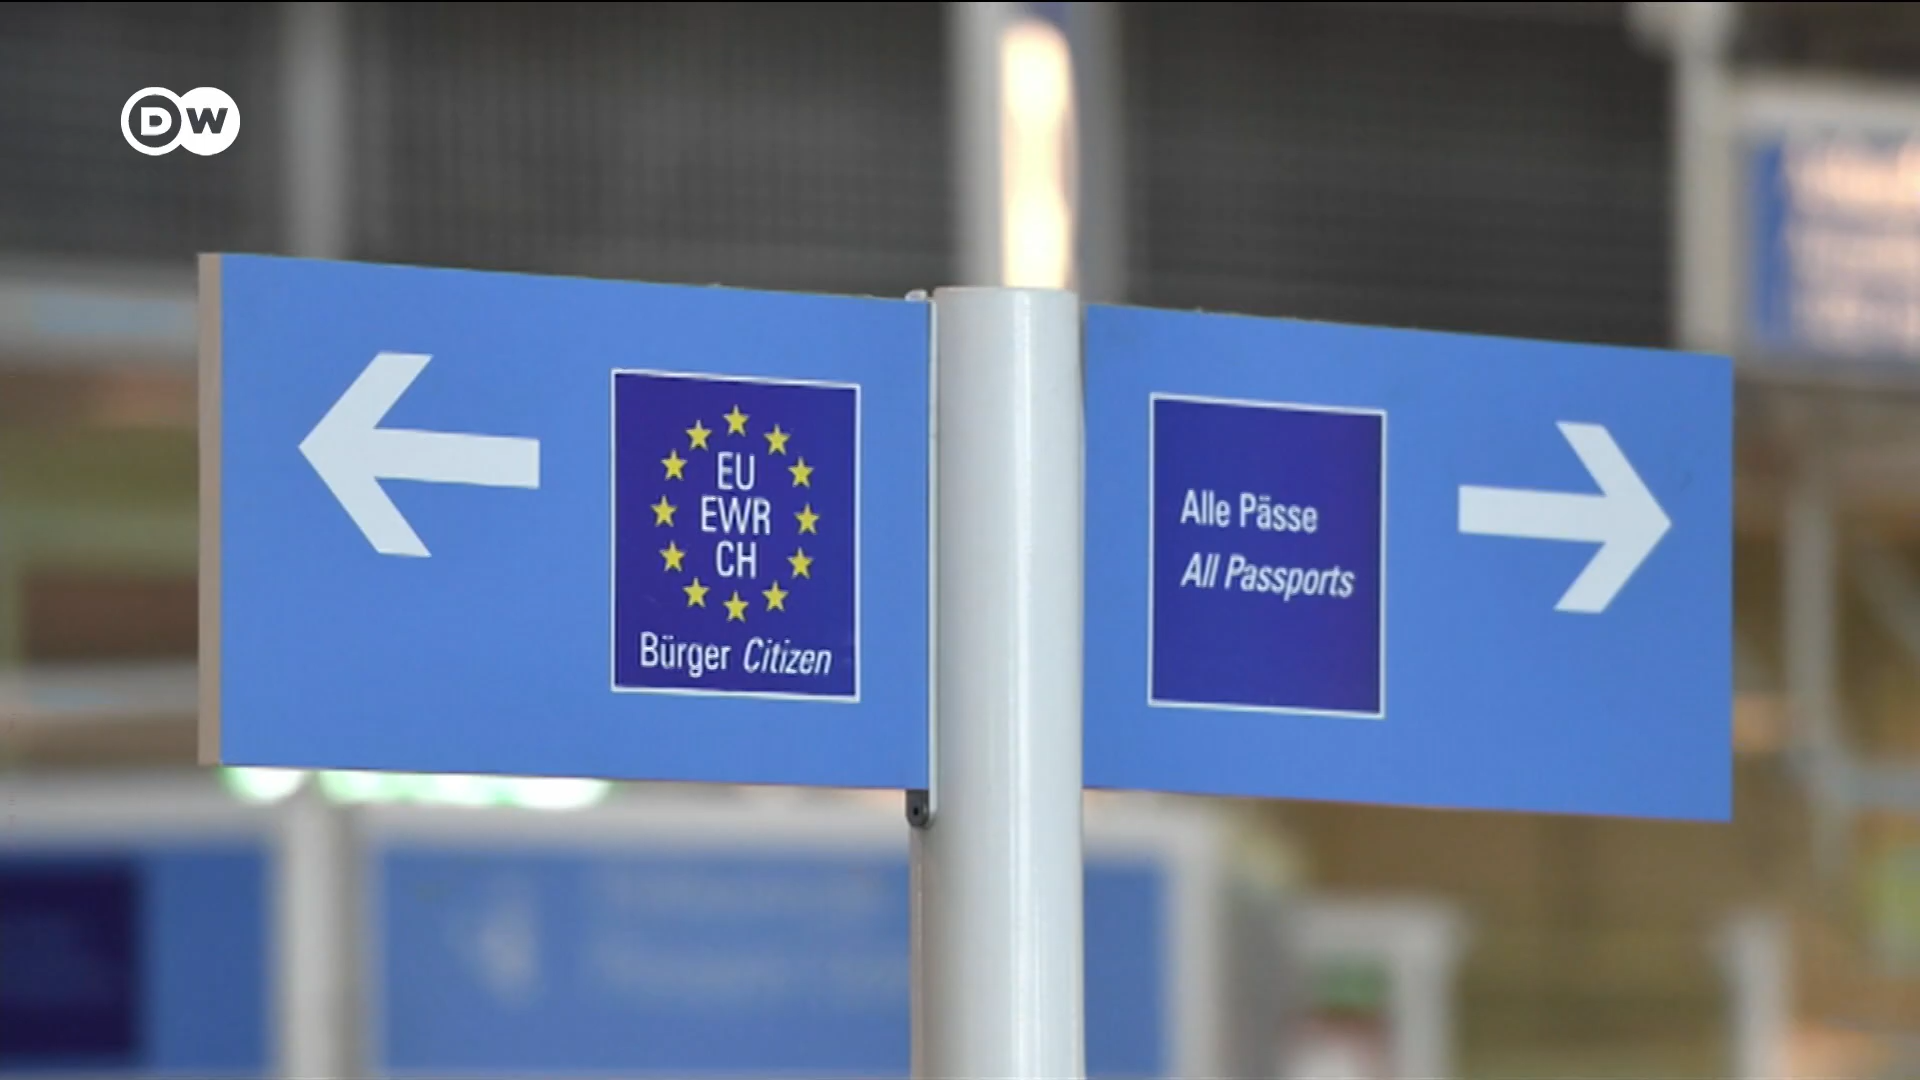 DW
EU
EWR
CH
Bürger Citizen
Alle Pässe
All Passports